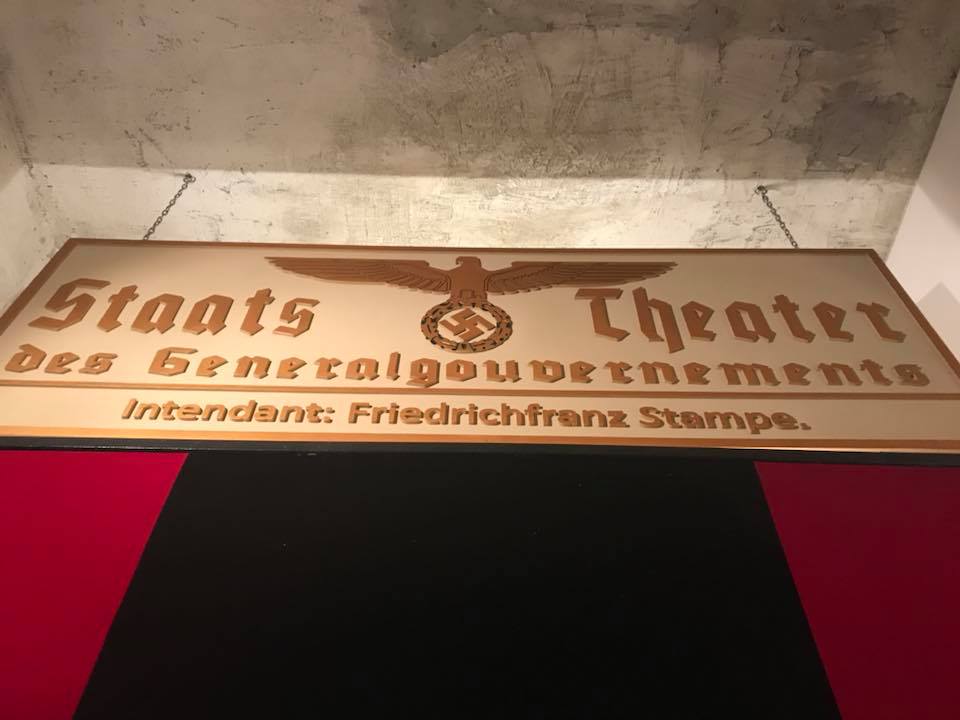 Staats Theater
des Generalgouvernements
Intendant: Friedrichfranz Stampe.